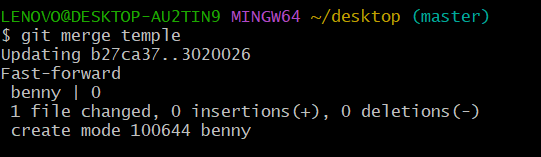 LENOVO@DESKTOP-AU2TIN9 MINGW64 ~/desktop (master)
$ git merge temple
Updating b27ca37..3020026
Fast-forward
 benny | 0
 1 file changed, 0 insertions(+), 0 deletions(-)
 create mode 100644 benny